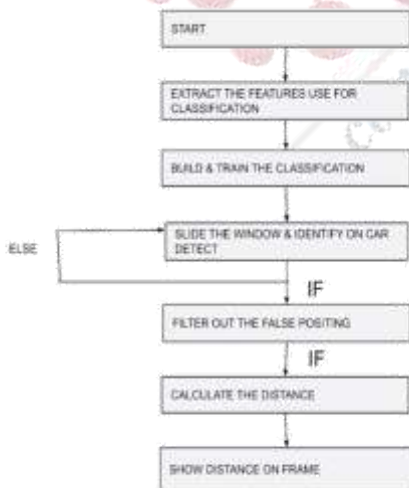 START
EXTRACT THE FEATURES USE FOR
CLASSIFICATION
BUILD & TRAIN THE CLASSIFICATION
SLIDE THE WINDOW & IDENTIFY ON CAR
DETECT
ELSE
IF
FILTER OUT THE FALSE POSITING
IF
CALCULATE THE DISTANCE
SHOW DISTANCE ON FRAME